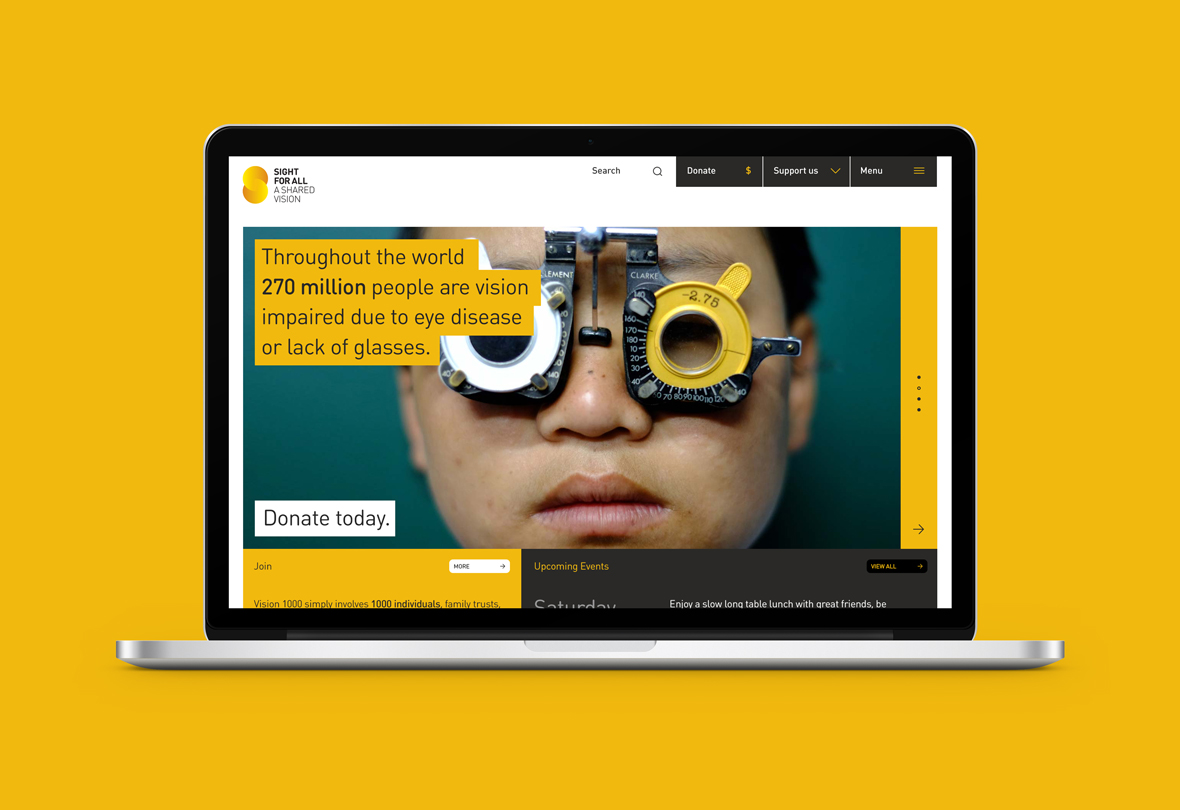 SIGHT
FOR ALL
A SHARED
VISION
Search
Donate $
Support us
Menu
Throughout the world
270 million people are vision
impaired due to eye disease
or lack of glasses.
CLEMENT CLARKE
-2.75
Donate today.
Join
MORE
Upcoming Events
VIEW ALL
Vision 1000 simply involves 1000 individuals, family trusts,
Saturday
Enjoy a slow long table lunch with great friends, be